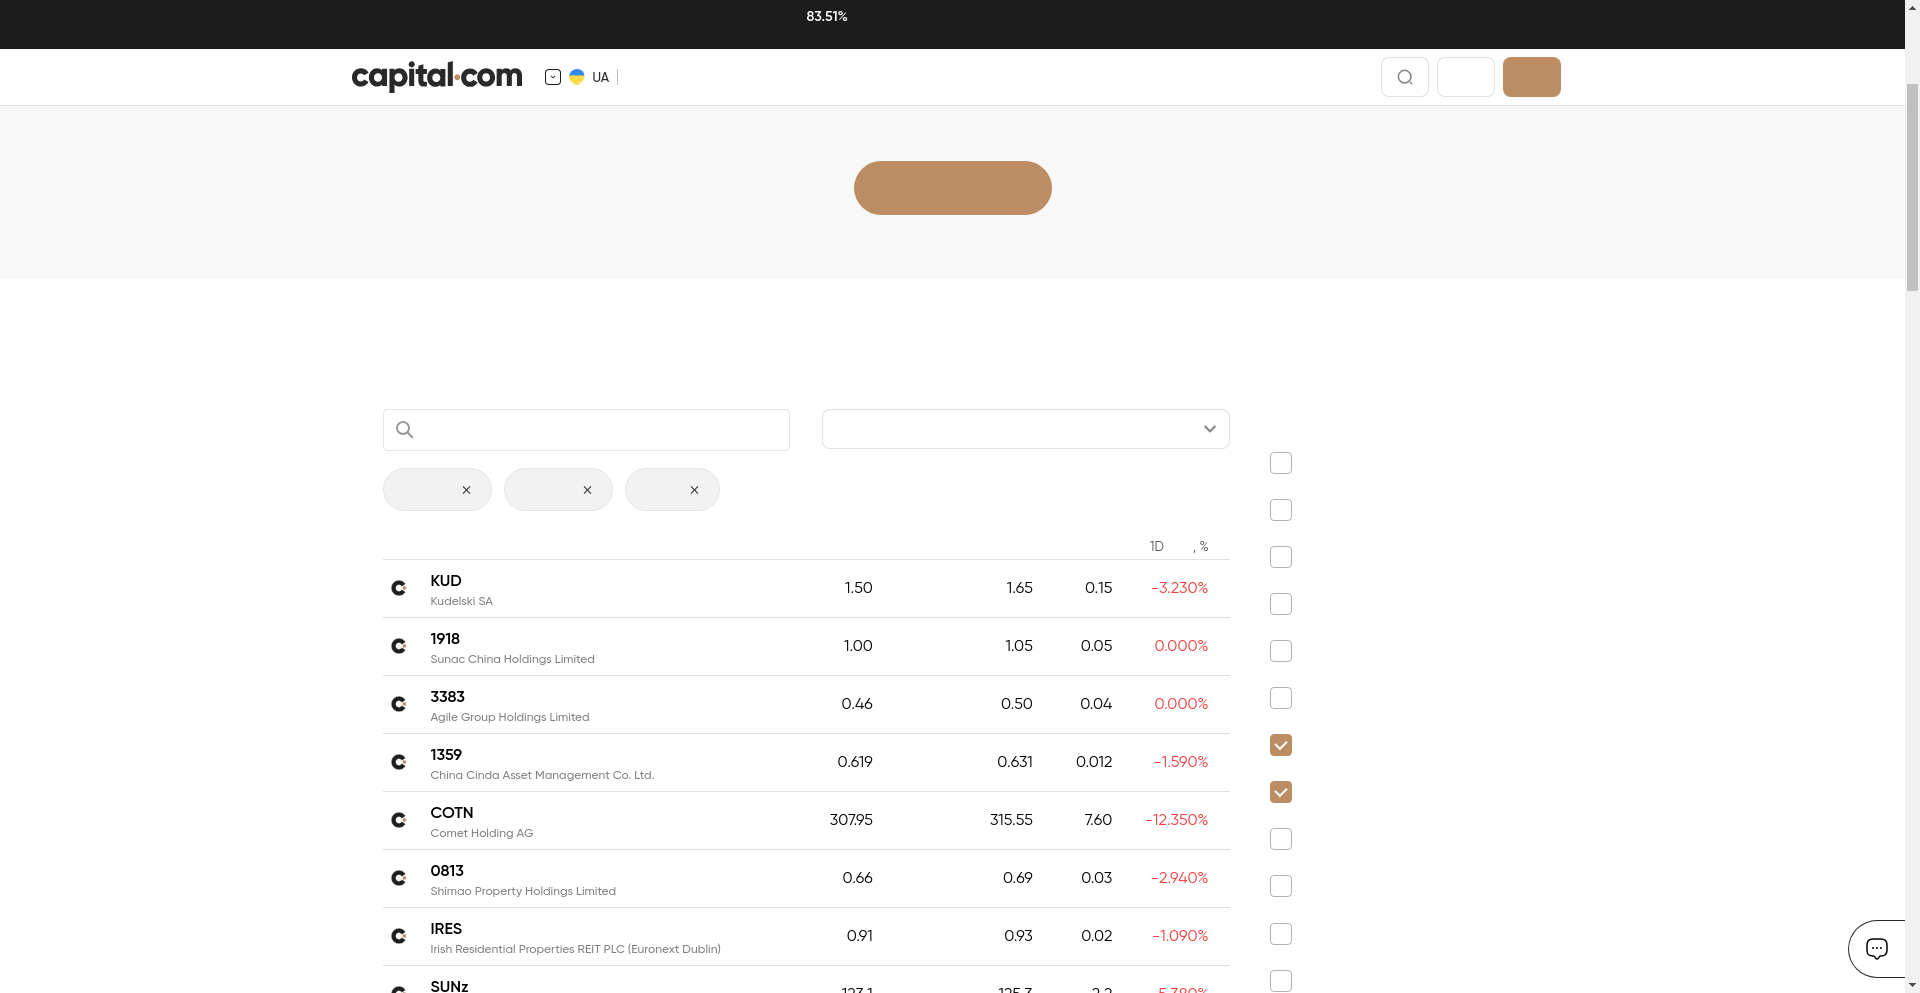 83.51%
capital.com
UA
1D , %
KUD 1.50 1.65 0.15 -3.230%
Kudelski SA
1918 1.00 1.05 0.05 0.000%
Sunac China Holdings Limited
3383 0.46 0.50 0.04 0.000%
Agile Group Holdings Limited
1359 0.619 0.631 0.012 -1.590%
China Cinda Asset Management Co. Ltd.
COTN 307.95 315.55 7.60 -12.350%
Comet Holding AG
0813 0.66 0.69 0.03 -2.940%
Shimao Property Holdings Limited
IRES 0.91 0.93 0.02 -1.090%
Irish Residential Properties REIT PLC (Euronext Dublin)
SUNz